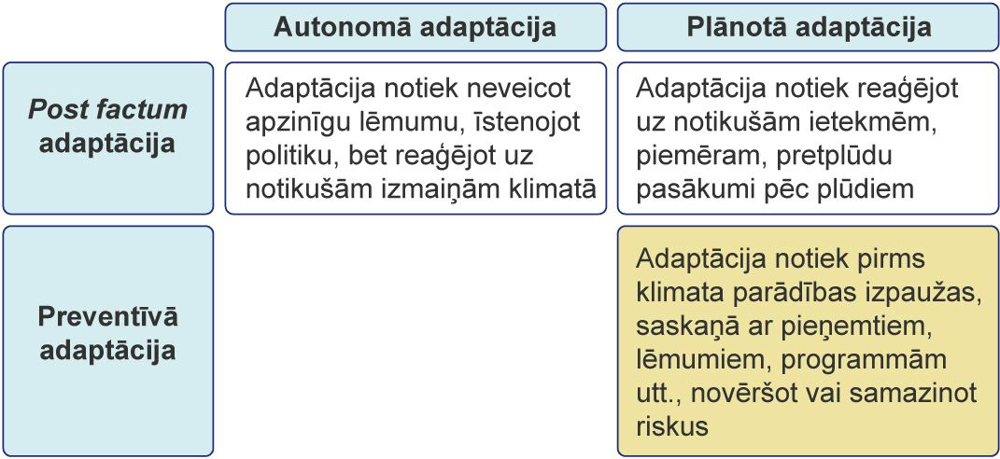 Autonomā adaptācija
Plānotā adaptācija
Post factum
adaptācija
Adaptācija notiek neveicot
apzinīgu lēmumu, īstenojot
politiku, bet reaģējot uz
notikušām izmaiņām klimatā
Adaptācija notiek reaģējot
uz notikušām ietekmēm,
piemēram, pretplūdu
pasākumi pēc plūdiem
Preventīvā
adaptācija
Adaptācija notiek pirms
klimata parādības izpaužas,
saskaņā ar pieņemtiem,
lēmumiem, programmām
utt., novēršot vai samazinot
riskus